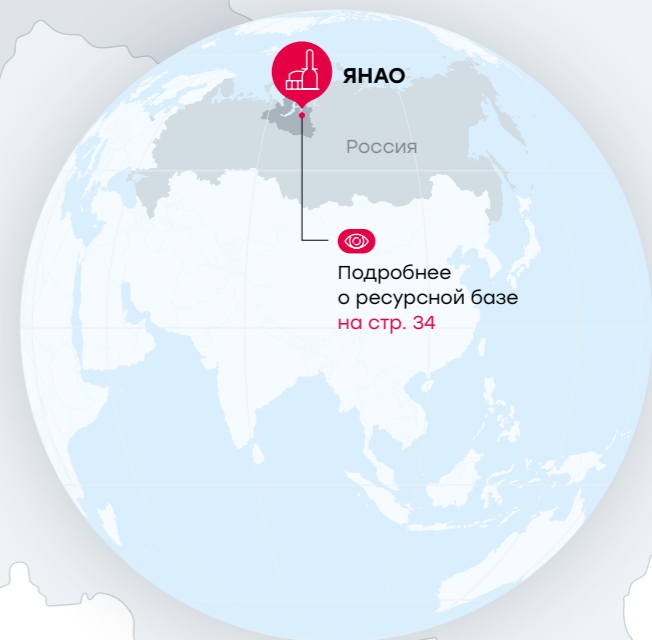 ЯНАО
Россия
Подробнее
о ресурсной базе
на стр. 34